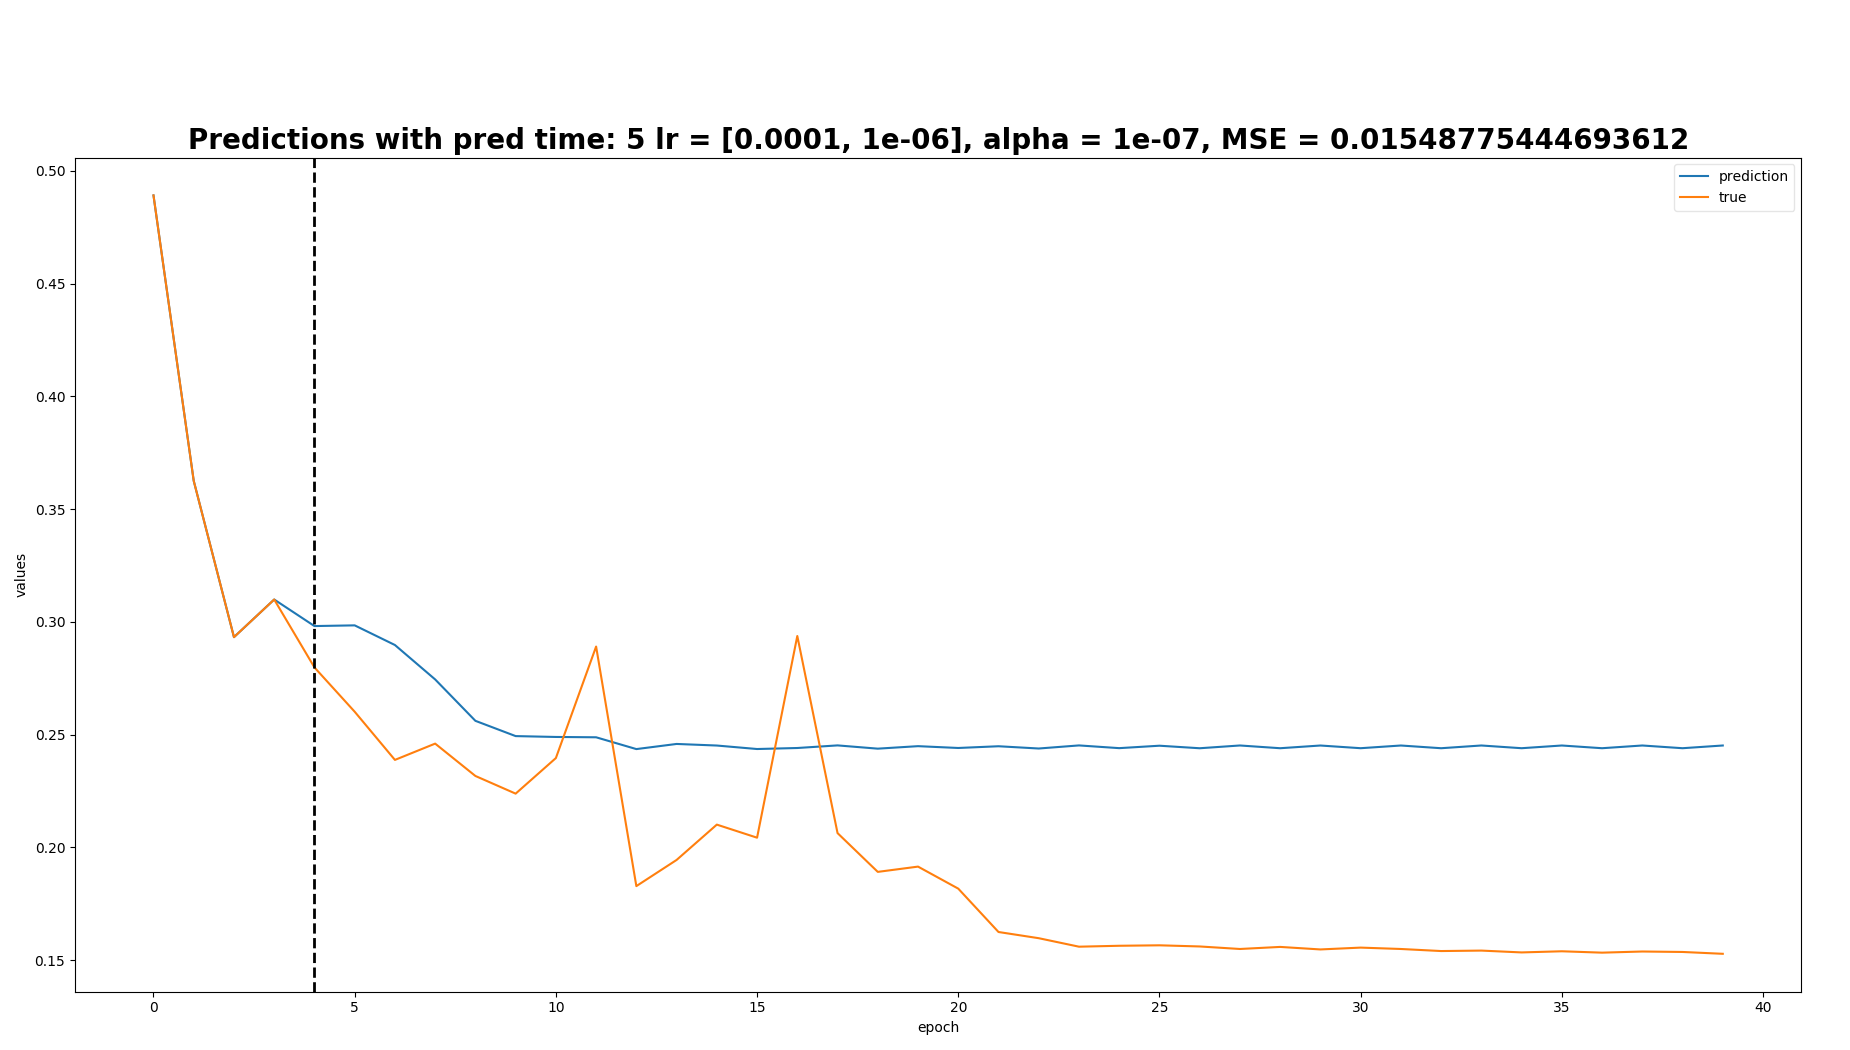 Predictions with pred time: 5 lr = [0.0001, 1e-06], alpha = 1e-07, MSE = 0.01548775444693612
prediction
true
0.50
0.45
0.40
0.35
0.30
0.25
0.20
0.15
values
0 5 10 15 20 25 30 35 40
epoch